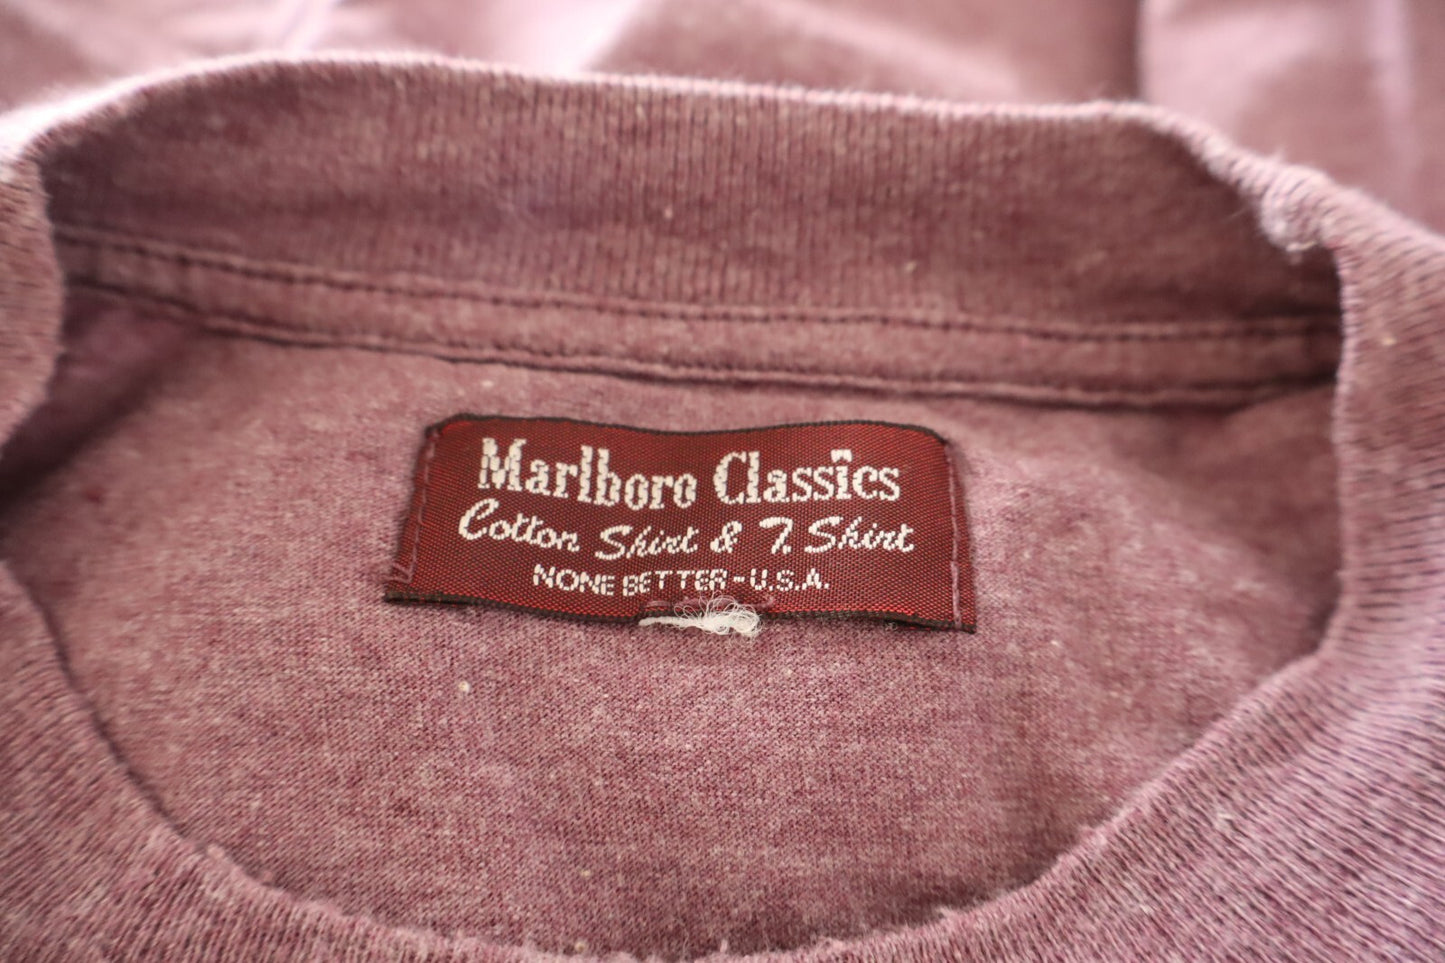 Marlboro Classics
Cotton Shirt & T. Shirt
NONE BETTER-U.S.A.